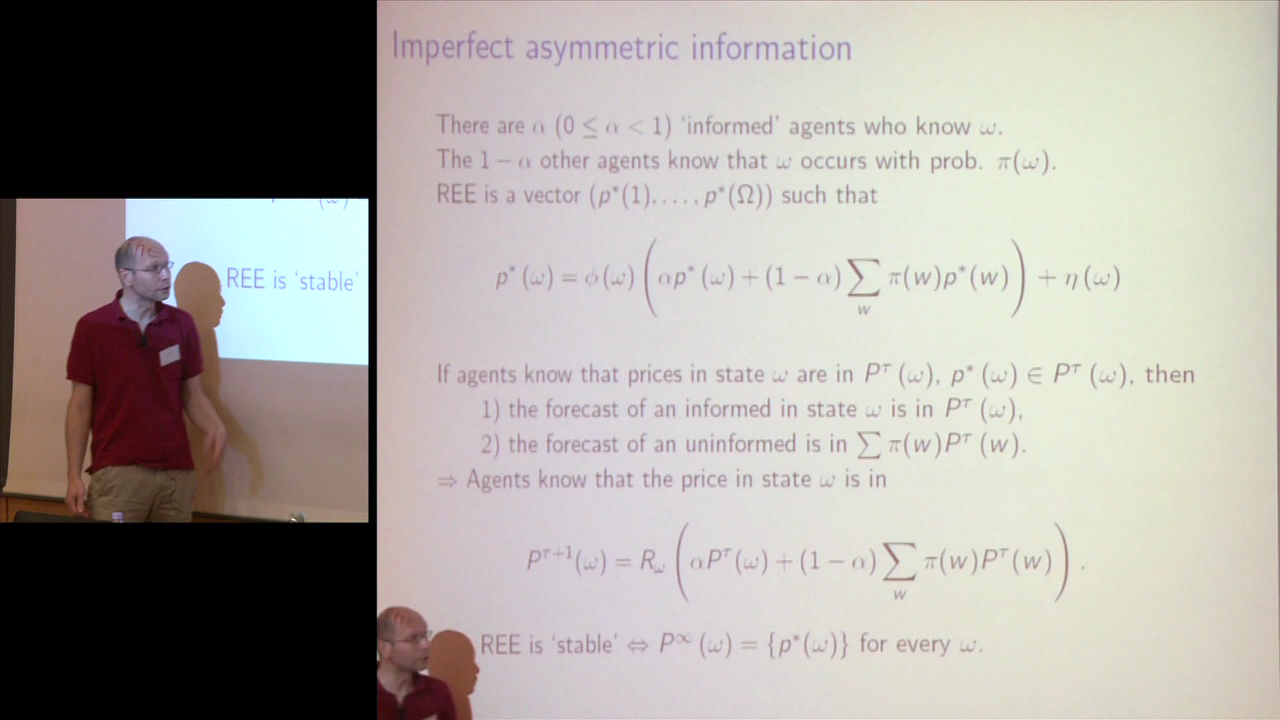 REE is 'stable'
Imperfect asymmetric information
There are α (0 ≤ α < 1) 'informed' agents who know ω.
The 1 − α other agents know that ω occurs with prob. π(ω).
REE is a vector (p*(1), . . . , p*(Ω)) such that
p*(ω) = φ(ω) (αp*(ω) + (1 − α) ∑_w π(w)p*(w)) + η(ω)
If agents know that prices in state ω are in P^τ(ω), p*(ω) ∈ P^τ(ω), then
1) the forecast of an informed in state ω is in P^τ(ω),
2) the forecast of an uninformed is in ∑ π(w)P^τ(w).
⇒ Agents know that the price in state ω is in
P^{τ+1}(ω) = R_ω (αP^τ(ω) + (1 − α) ∑_w π(w)P^τ(w)) .
REE is 'stable' ⇔ P^∞(ω) = {p*(ω)} for every ω.